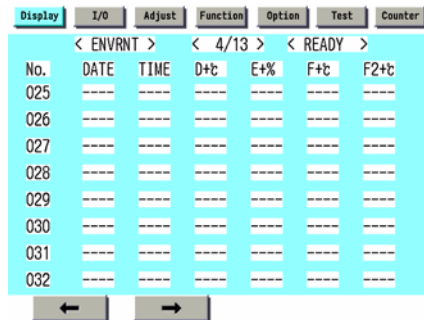 Display I/O Adjust Function Option Test Counter
< ENVRNT > < 4/13 > < READY >
No. DATE TIME D+℃ E+% F+℃ F2+℃
025 ---- ---- ---- ---- ---- ----
026 ---- ---- ---- ---- ---- ----
027 ---- ---- ---- ---- ---- ----
028 ---- ---- ---- ---- ---- ----
029 ---- ---- ---- ---- ---- ----
030 ---- ---- ---- ---- ---- ----
031 ---- ---- ---- ---- ---- ----
032 ---- ---- ---- ---- ---- ----
← →